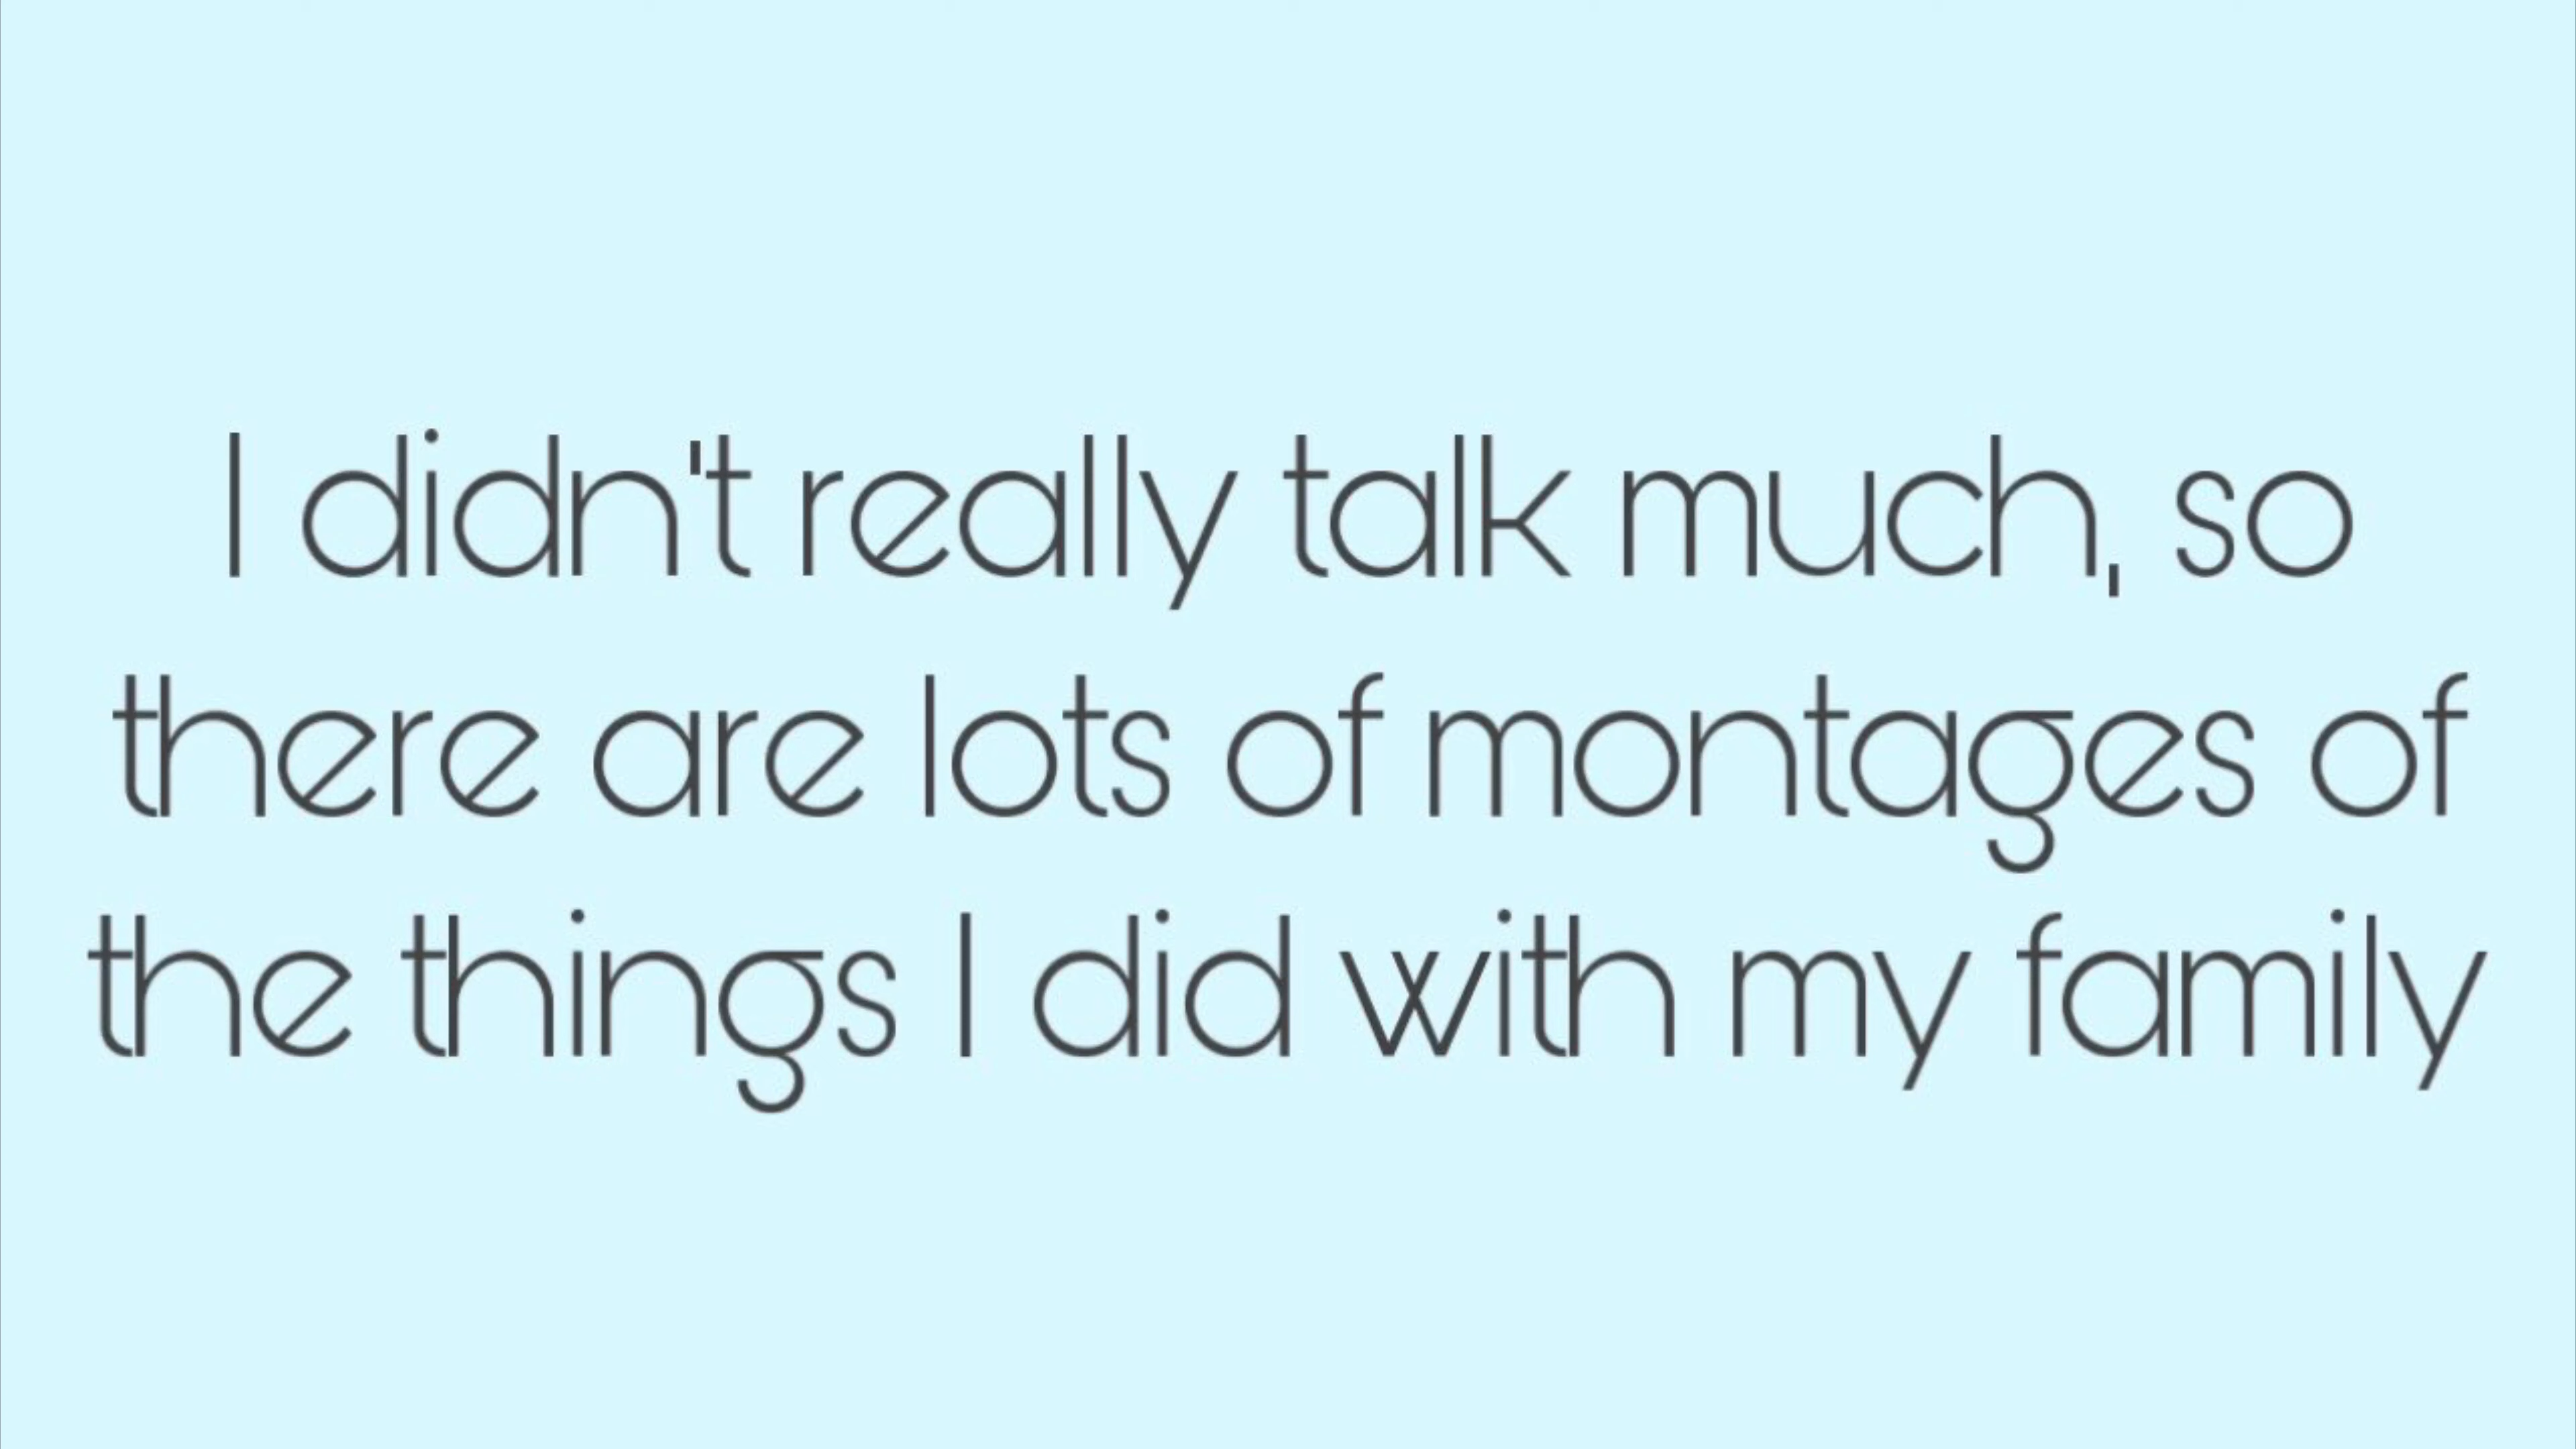 I didn't really talk much, so
there are lots of montages of
the things I did with my family